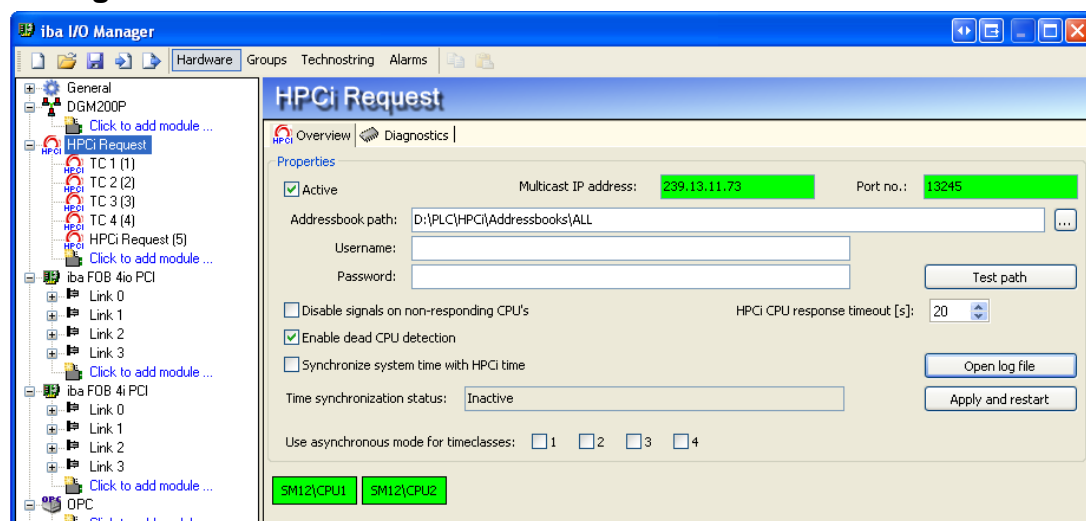 iba I/O Manager
Hardware Groups Technostring Alarms
General
DGM200P
Click to add module ...
HPCi Request
TC 1 (1)
TC 2 (2)
TC 3 (3)
TC 4 (4)
HPCi Request (5)
Click to add module ...
iba FOB 4io PCI
Link 0
Link 1
Link 2
Link 3
Click to add module ...
iba FOB 4i PCI
Link 0
Link 1
Link 2
Link 3
Click to add module ...
OPC
HPCi Request
Overview Diagnostics
Properties
Active Multicast IP address: 239.13.11.73 Port no.: 13245
Addressbook path: D:\PLC\HPCi\Addressbooks\ALL ...
Username:
Password: Test path
Disable signals on non-responding CPU's HPCi CPU response timeout [s]: 20
Enable dead CPU detection
Synchronize system time with HPCi time Open log file
Time synchronization status: Inactive Apply and restart
Use asynchronous mode for timeclasses: 1 2 3 4
SM12\CPU1 SM12\CPU2